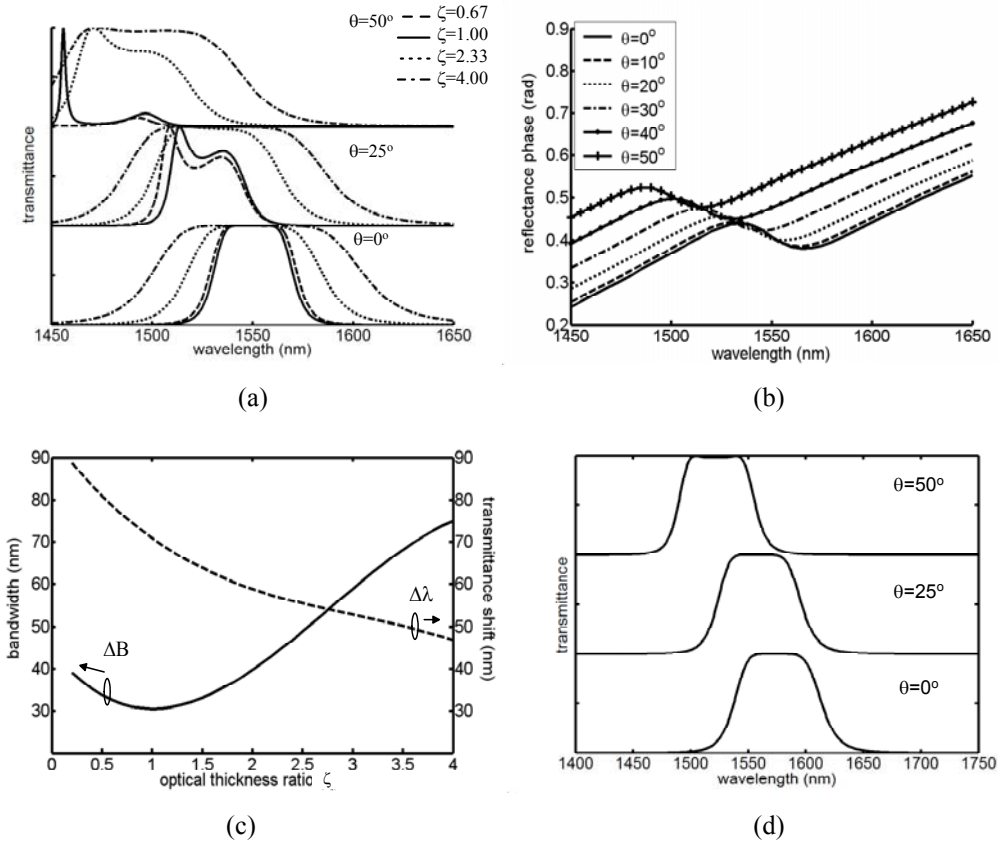 θ=50°
ζ=0.67
ζ=1.00
ζ=2.33
ζ=4.00
θ=25°
θ=0°
transmittance
1450 1500 1550 1600 1650
wavelength (nm)
(a)
0.9
0.8
0.7
0.6
0.5
0.4
0.3
0.2
reflectance phase (rad)
θ=0°
θ=10°
θ=20°
θ=30°
θ=40°
θ=50°
1450 1500 1550 1600 1650
wavelength (nm)
(b)
90
80
70
60
50
40
30
bandwidth (nm)
90
80
70
60
50
40
30
transmittance shift (nm)
Δλ
ΔB
0 0.5 1 1.5 2 2.5 3 3.5 4
optical thickness ratio ζ
(c)
θ=50°
θ=25°
θ=0°
transmittance
1400 1450 1500 1550 1600 1650 1700 1750
wavelength (nm)
(d)